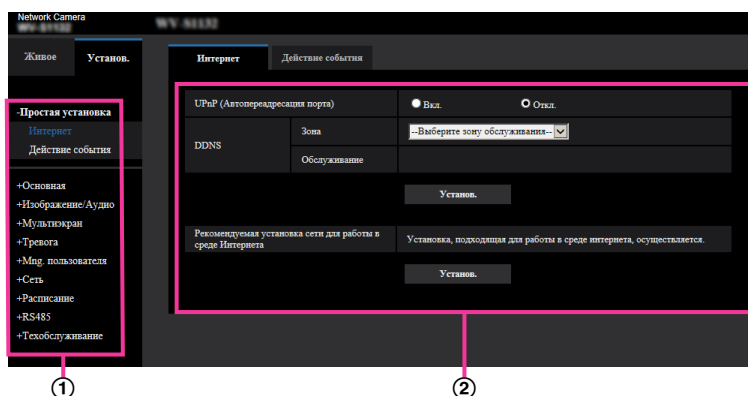 Network Camera
Живое
Установ.
-Простая установка
Интернет
Действие события
+Основная
+Изображение/Аудио
+Мультиэкран
+Тревога
+Mng. пользователя
+Сеть
+Расписание
+RS485
+Техобслуживание
Интернет
Действие события
UPnP (Автопереадресация порта)
Вкл.
Откл.
DDNS
Зона
--Выберите зону обслуживания--
Обслуживание
Установ.
Рекомендуемая установка сети для работы в
среде Интернета
Установка, подходящая для работы в среде интернета, осуществляется.
Установ.
①
②